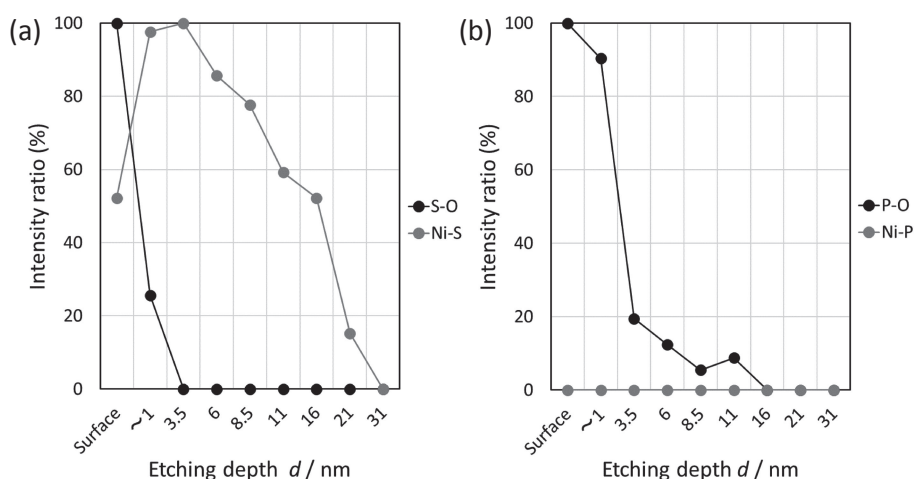 (a)
Intensity ratio (%)
100
80
60
40
20
0
Surface
~1
3.5
6
8.5
11
16
21
31
Etching depth d / nm
S-O
Ni-S
(b)
Intensity ratio (%)
100
80
60
40
20
0
Surface
~1
3.5
6
8.5
11
16
21
31
Etching depth d / nm
P-O
Ni-P